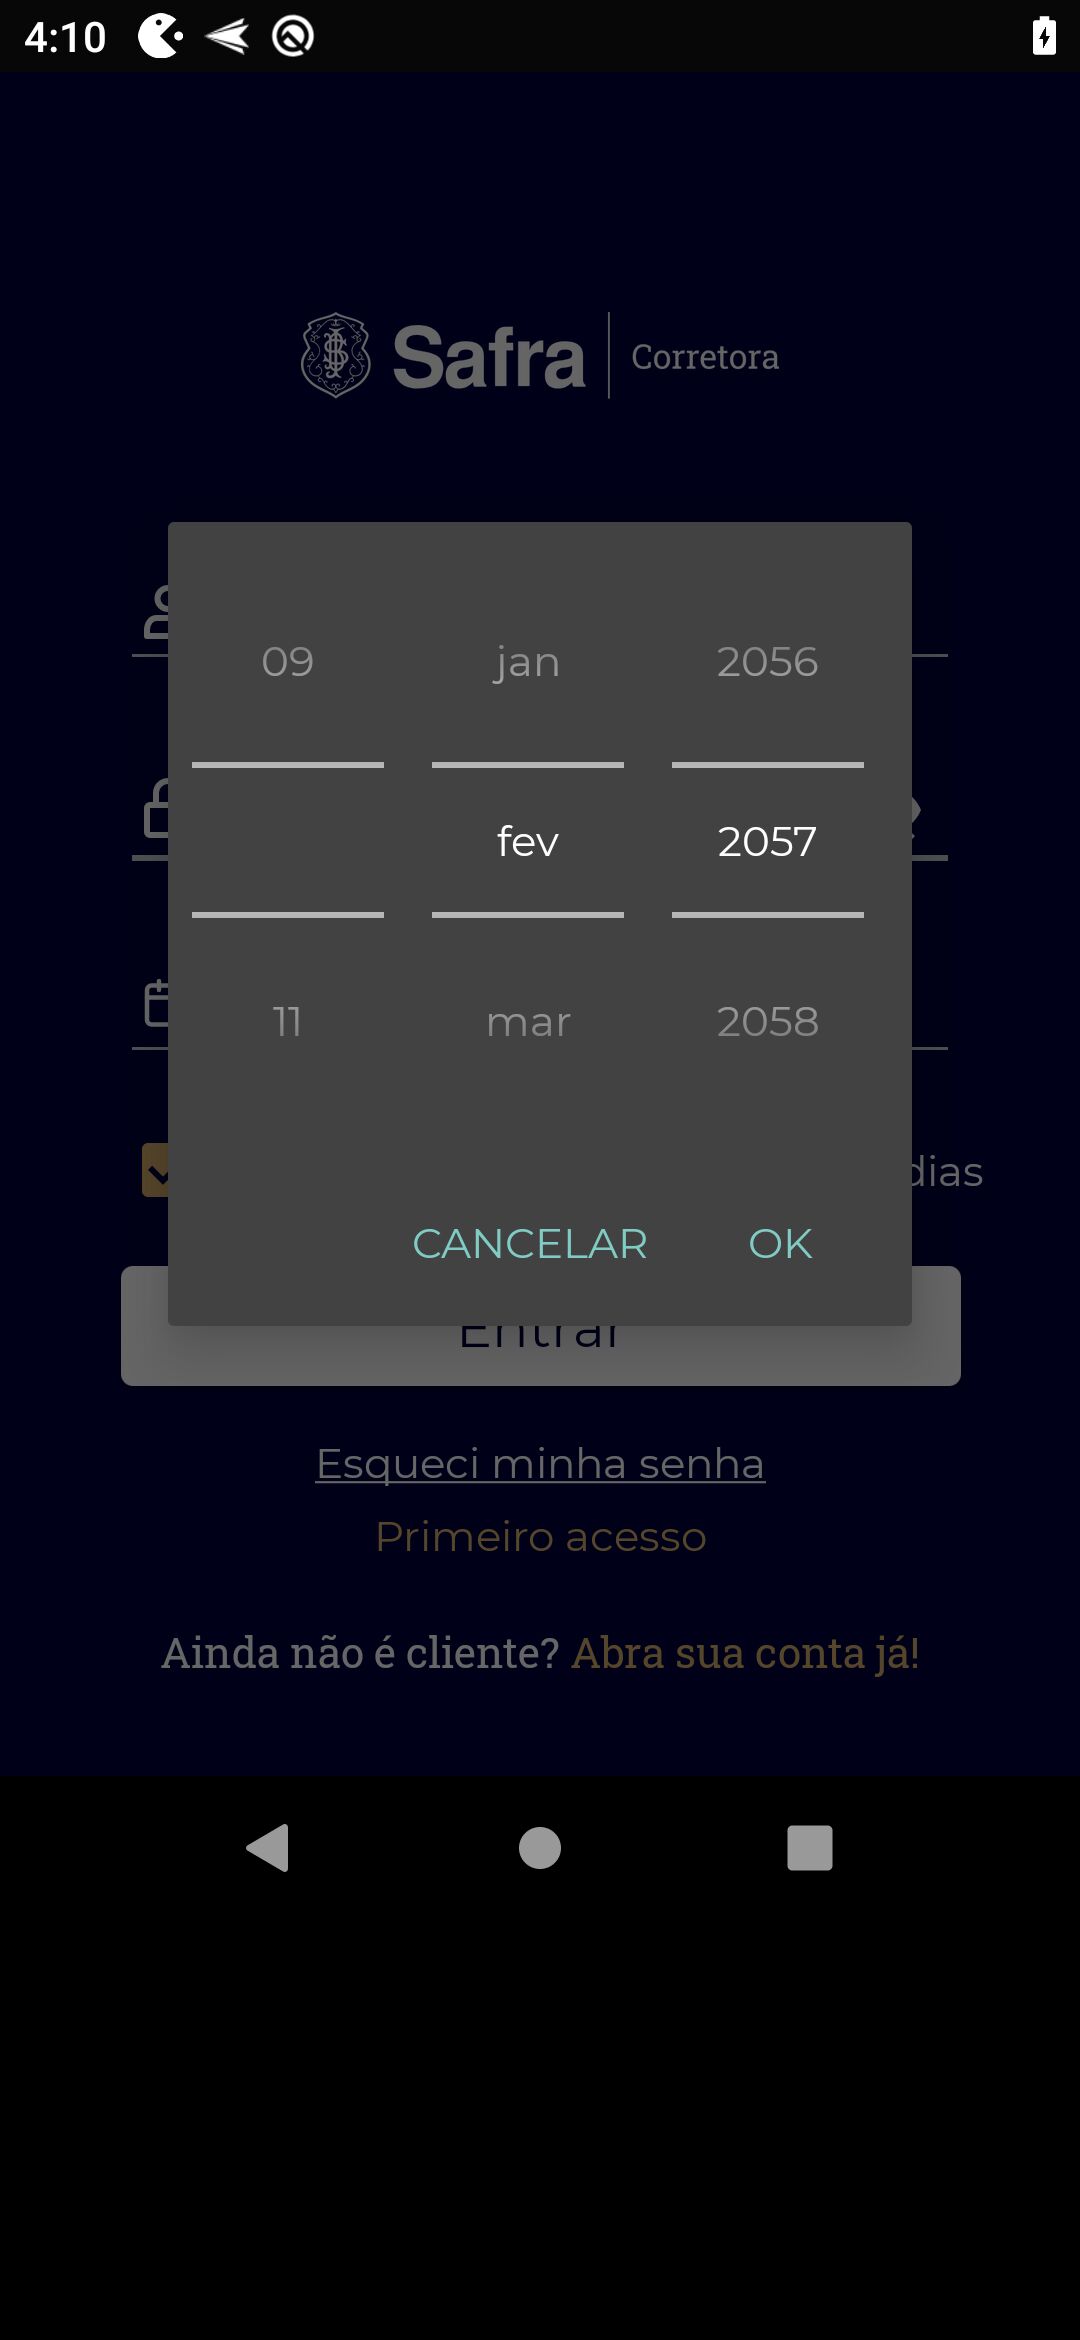 4:10
Safra Corretora
09 jan 2056
fev 2057
11 mar 2058
dias
CANCELAR OK
Entrar
Esqueci minha senha
Primeiro acesso
Ainda não é cliente? Abra sua conta já!